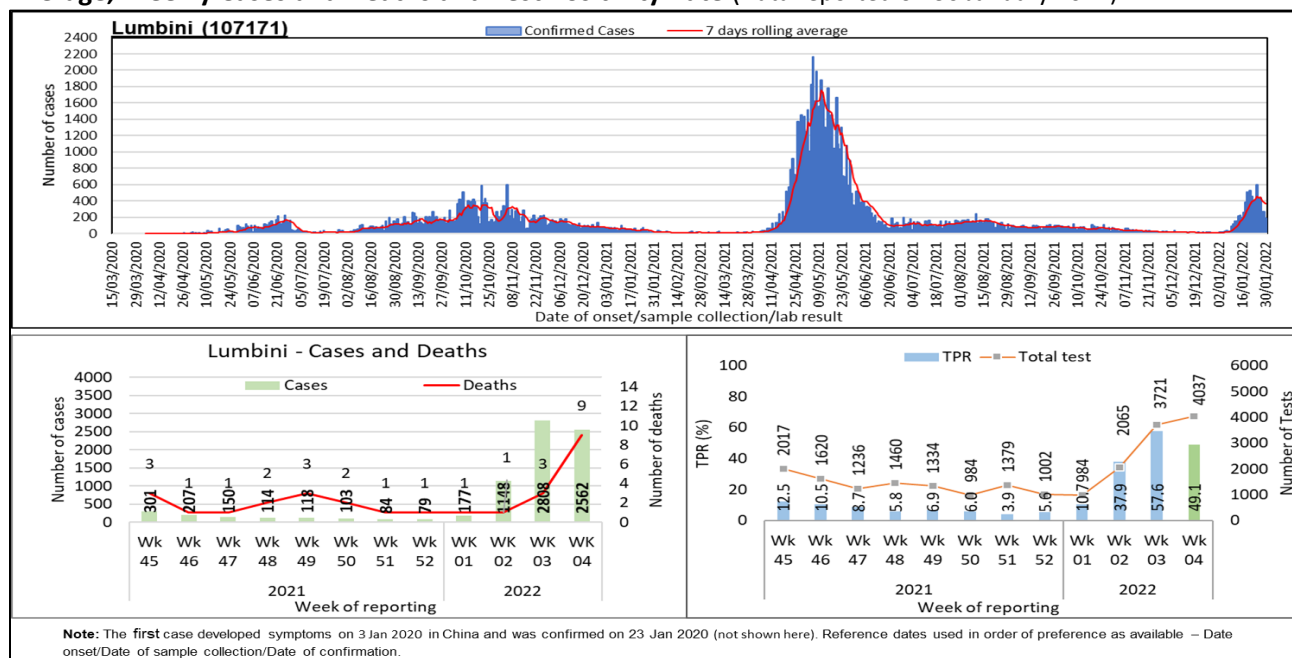 Lumbini (107171)
Confirmed Cases 7 days rolling average
Number of cases
2400
2200
2000
1800
1600
1400
1200
1000
800
600
400
200
0
15/03/2020 29/03/2020 12/04/2020 26/04/2020 10/05/2020 24/05/2020 07/06/2020 21/06/2020 05/07/2020 19/07/2020 02/08/2020 16/08/2020 30/08/2020 13/09/2020 27/09/2020 11/10/2020 25/10/2020 08/11/2020 22/11/2020 06/12/2020 20/12/2020 03/01/2021 17/01/2021 31/01/2021 14/02/2021 28/02/2021 14/03/2021 28/03/2021 11/04/2021 25/04/2021 09/05/2021 23/05/2021 06/06/2021 20/06/2021 04/07/2021 18/07/2021 01/08/2021 15/08/2021 29/08/2021 12/09/2021 26/09/2021 10/10/2021 24/10/2021 07/11/2021 21/11/2021 05/12/2021 19/12/2021 02/01/2022 16/01/2022 30/01/2022
Date of onset/sample collection/lab result
Lumbini - Cases and Deaths
Cases Deaths
Number of cases
4000
3500
3000
2500
2000
1500
1000
500
0
3 1 1 2 3 2 1 1 1 1 3 9
301 207 150 114 118 103 84 79 177 1148 2808 2562
14
12
10
8
6
4
2
0
Number of deaths
Wk Wk Wk Wk Wk Wk Wk Wk WK WK WK WK
45 46 47 48 49 50 51 52 01 02 03 04
2021 2022
Week of reporting
TPR Total test
TPR (%)
100
80
60
40
20
0
2017 1620 1236 1460 1334 984 1379 1002 984 2065 3721 4037
12.5 10.5 8.7 5.8 6.9 6.0 3.9 5.6 10.7 37.9 57.6 49.1
6000
5000
4000
3000
2000
1000
0
Number of Tests
Wk Wk Wk Wk Wk Wk Wk Wk Wk Wk Wk Wk
45 46 47 48 49 50 51 52 01 02 03 04
2021 2022
Week of reporting
Note: The first case developed symptoms on 3 Jan 2020 in China and was confirmed on 23 Jan 2020 (not shown here). Reference dates used in order of preference as available – Date
onset/Date of sample collection/Date of confirmation.